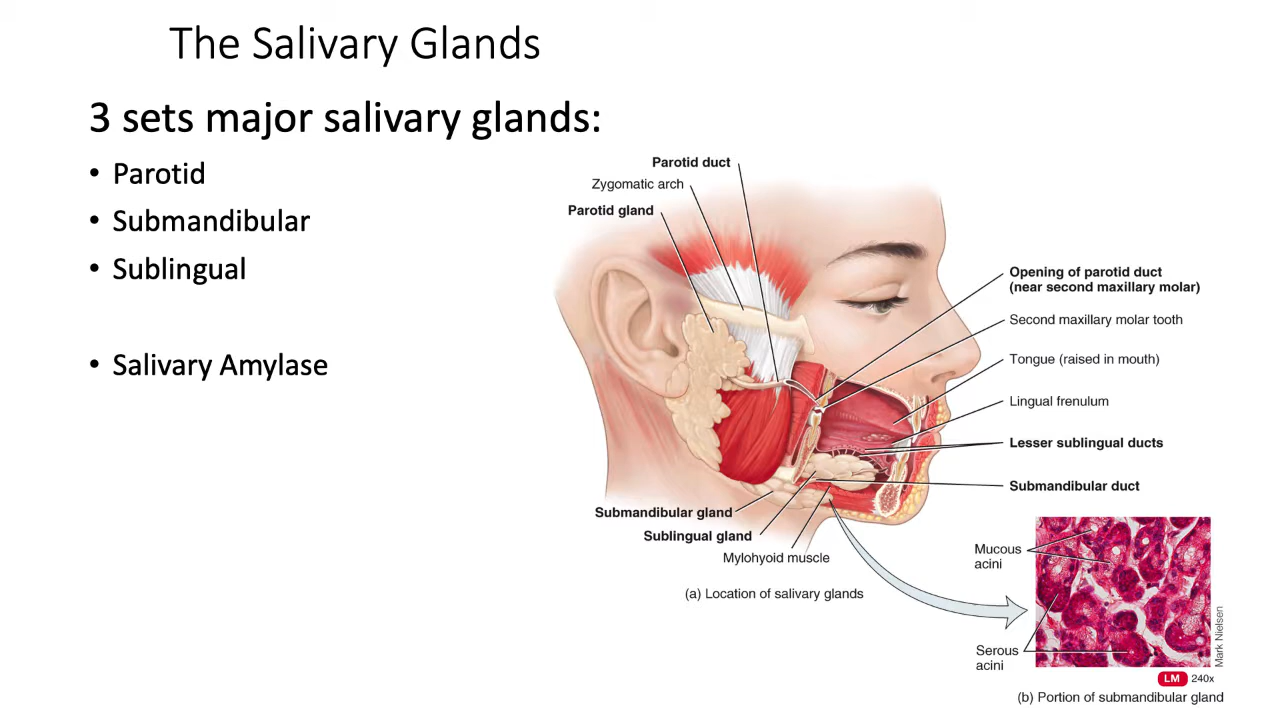 The Salivary Glands
3 sets major salivary glands:
• Parotid
• Submandibular
• Sublingual
• Salivary Amylase
Parotid duct
Zygomatic arch
Parotid gland
Opening of parotid duct
(near second maxillary molar)
Second maxillary molar tooth
Tongue (raised in mouth)
Lingual frenulum
Lesser sublingual ducts
Submandibular duct
Submandibular gland
Sublingual gland
Mylohyoid muscle
(a) Location of salivary glands
Mucous
acini
Serous
acini
Mark Nielsen
LM 240x
(b) Portion of submandibular gland